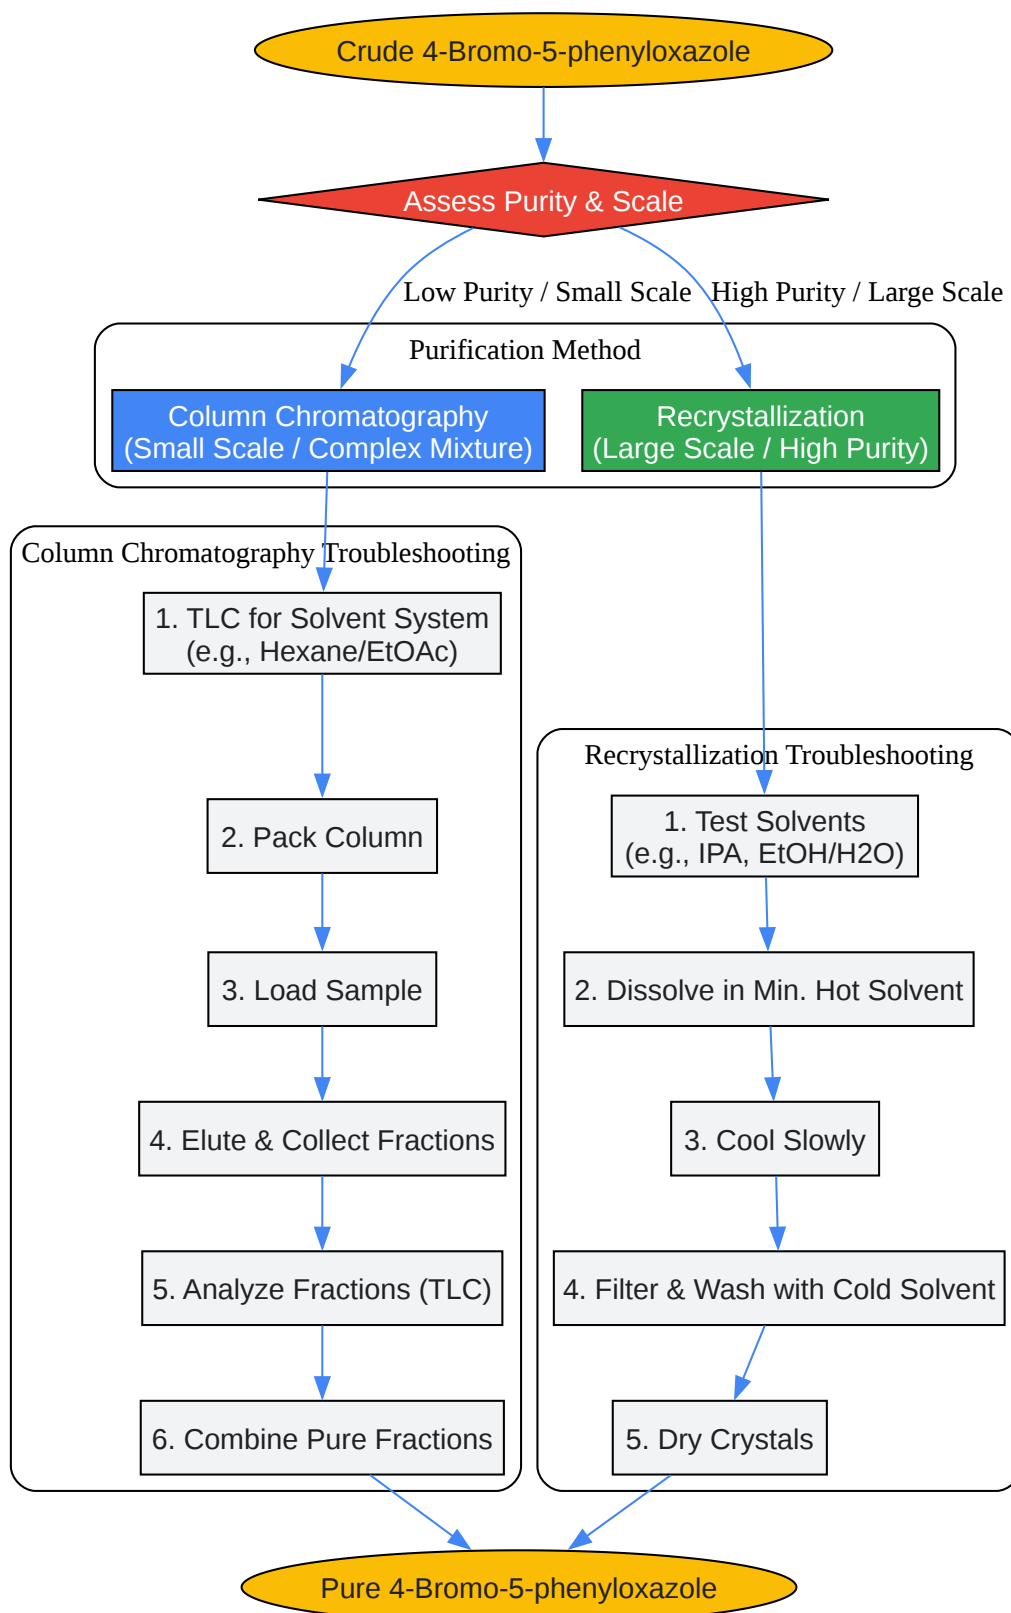 Crude 4-Bromo-5-phenyloxazole
Assess Purity & Scale
Low Purity / Small Scale
High Purity / Large Scale
Purification Method
Column Chromatography
(Small Scale / Complex Mixture)
Recrystallization
(Large Scale / High Purity)
Column Chromatography Troubleshooting
1. TLC for Solvent System
(e.g., Hexane/EtOAc)
2. Pack Column
3. Load Sample
4. Elute & Collect Fractions
5. Analyze Fractions (TLC)
6. Combine Pure Fractions
Recrystallization Troubleshooting
1. Test Solvents
(e.g., IPA, EtOH/H2O)
2. Dissolve in Min. Hot Solvent
3. Cool Slowly
4. Filter & Wash with Cold Solvent
5. Dry Crystals
Pure 4-Bromo-5-phenyloxazole